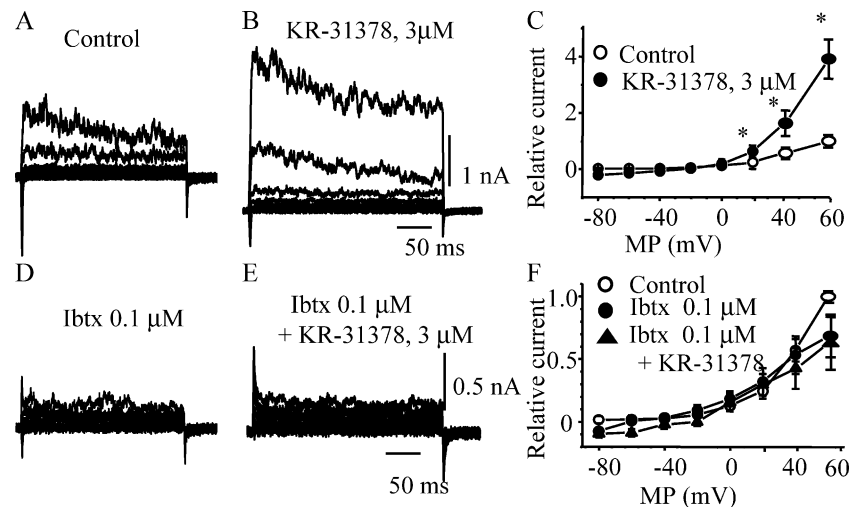 A
Control
B
KR-31378, 3µM
1 nA
50 ms
C
*
Control
KR-31378, 3 µM
*
*
Relative current
4
2
0
-80 -40 0 40 60
MP (mV)
D
Ibtx 0.1 µM
E
Ibtx 0.1 µM
+ KR-31378, 3 µM
0.5 nA
50 ms
F
Control
Ibtx 0.1 µM
Ibtx 0.1 µM
+ KR-31378
Relative current
1.0
0.5
0
-80 -40 0 40 60
MP (mV)